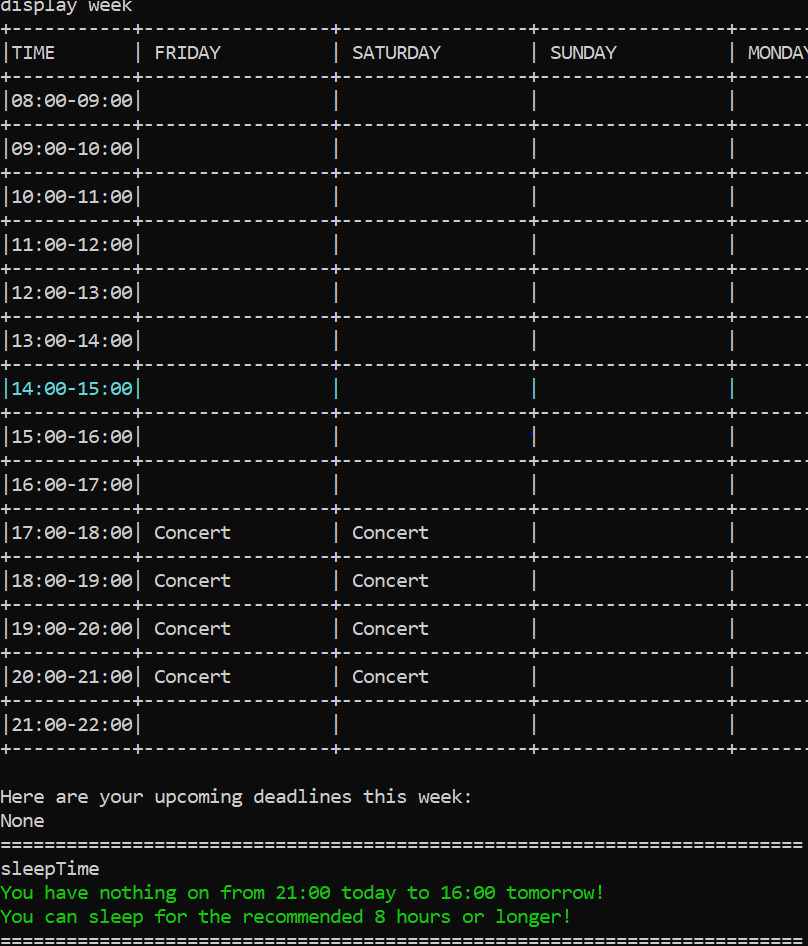 display week
+-----------+-----------------+-----------------+-----------------+------
|TIME | FRIDAY | SATURDAY | SUNDAY | MONDAY
|08:00-09:00| | | |
|09:00-10:00| | | |
|10:00-11:00| | | |
|11:00-12:00| | | |
|12:00-13:00| | | |
|13:00-14:00| | | |
|14:00-15:00| | | |
|15:00-16:00| | | |
|16:00-17:00| | | |
|17:00-18:00| Concert | Concert | |
|18:00-19:00| Concert | Concert | |
|19:00-20:00| Concert | Concert | |
|20:00-21:00| Concert | Concert | |
|21:00-22:00| | | |
Here are your upcoming deadlines this week:
None
sleepTime
You have nothing on from 21:00 today to 16:00 tomorrow!
You can sleep for the recommended 8 hours or longer!